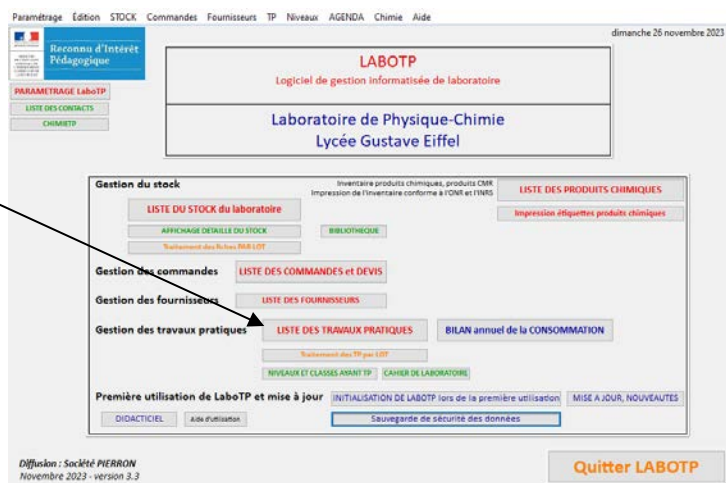 Paramétrage Édition STOCK Commandes Fournisseurs TP Niveaux AGENDA Chimie Aide
dimanche 26 novembre 2023
Reconnu d'Intérêt
Pédagogique
PARAMETRAGE LaboTP
LISTE DES CONTACTS
CHIMIETP
LABOTP
Logiciel de gestion informatisée de laboratoire
Laboratoire de Physique-Chimie
Lycée Gustave Eiffel
Gestion du stock
Inventaire produits chimiques, produits CMR
Impression de l'inventaire conforme à l'ONR et l'INRS
LISTE DES PRODUITS CHIMIQUES
LISTE DU STOCK du laboratoire
Impression étiquettes produits chimiques
AFFICHAGE DETAILLE DU STOCK
BIBLIOTHEQUE
Traitement des fiches PAR LOT
Gestion des commandes
LISTE DES COMMANDES et DEVIS
Gestion des fournisseurs
LISTE DES FOURNISSEURS
Gestion des travaux pratiques
LISTE DES TRAVAUX PRATIQUES
BILAN annuel de la CONSOMMATION
Traitement des TP par LOT
NIVEAUX ET CLASSES AYANT TP
CAHIER DE LABORATOIRE
Première utilisation de LaboTP et mise à jour
INITIALISATION DE LABOTP lors de la première utilisation
MISE A JOUR, NOUVEAUTES
DIDACTICIEL
Aide d'utilisation
Sauvegarde de sécurité des données
Diffusion : Société PIERRON
Novembre 2023 - version 3.3
Quitter LABOTP